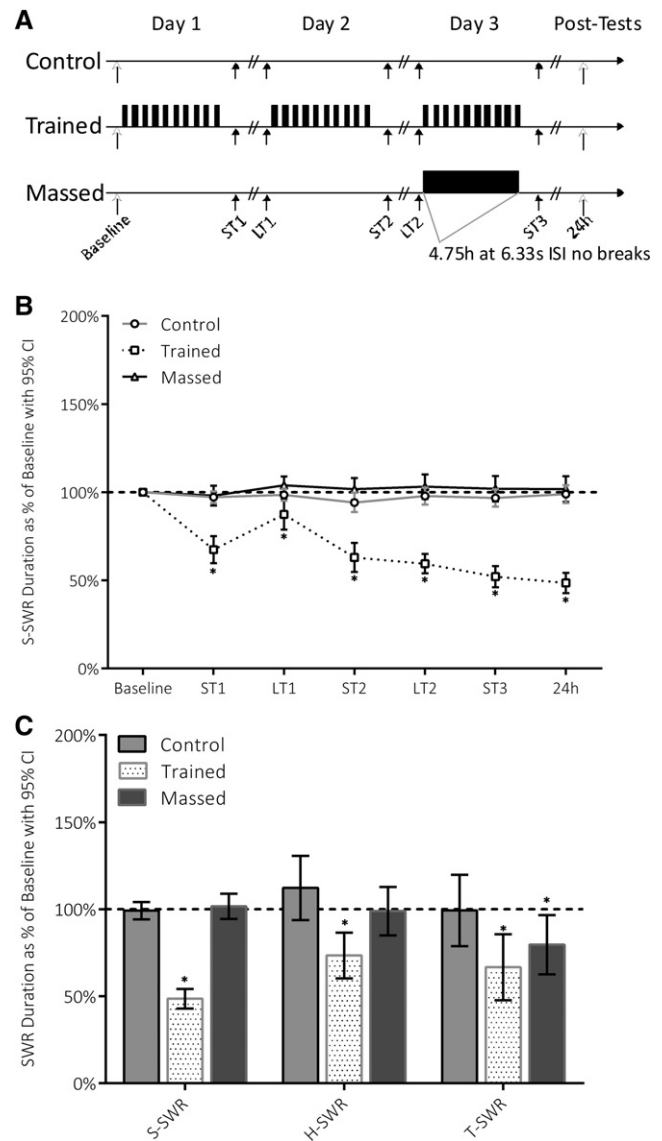 A
Day 1 Day 2 Day 3 Post-Tests
Control
Trained
Massed
Baseline ST1 LT1 ST2 LT2 ST3 24h
4.75h at 6.33s ISI no breaks
B
S-SWR Duration as % of Baseline with 95% CI
200%
150%
100%
50%
0%
Control
Trained
Massed
* * * * * *
Baseline ST1 LT1 ST2 LT2 ST3 24h
C
SWR Duration as % of Baseline with 95% CI
200%
150%
100%
50%
0%
Control
Trained
Massed
* * * *
S-SWR H-SWR T-SWR